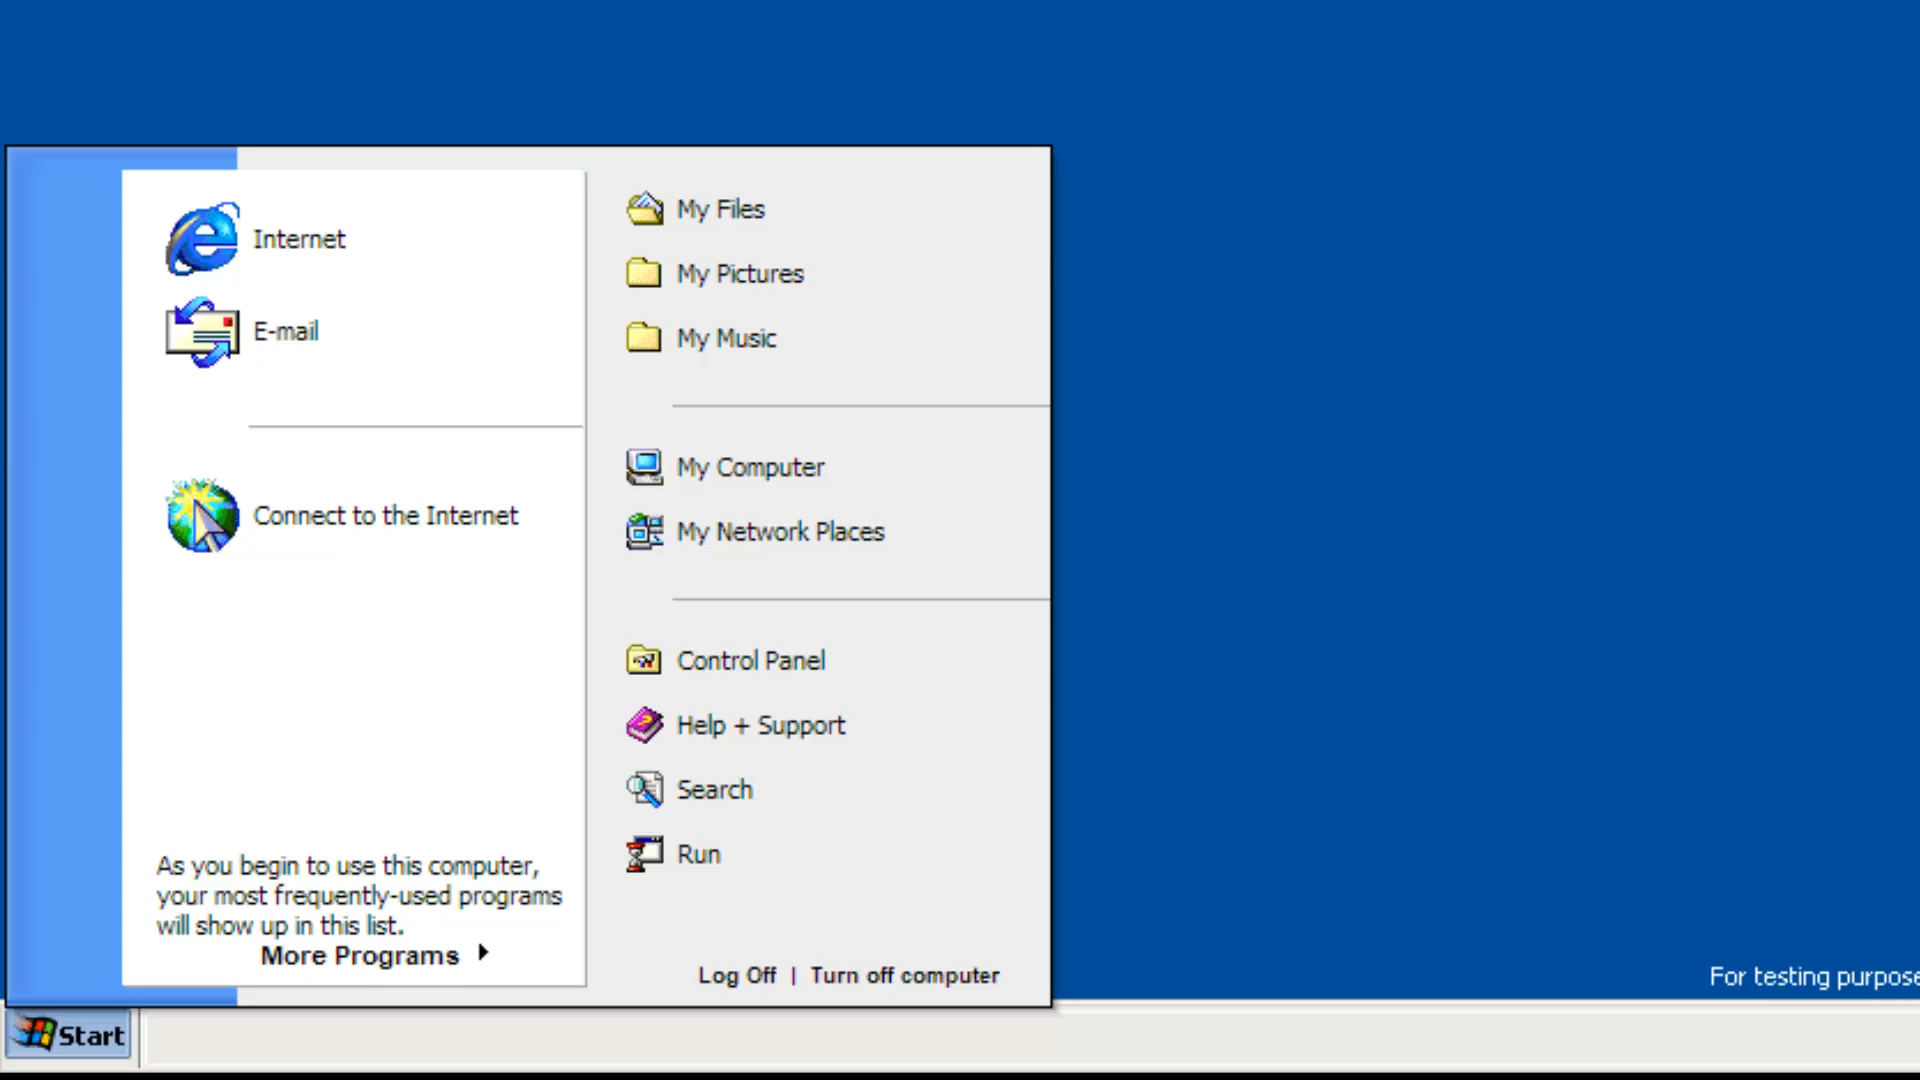 Internet
E-mail
Connect to the Internet
As you begin to use this computer,
your most frequently-used programs
will show up in this list.
More Programs
My Files
My Pictures
My Music
My Computer
My Network Places
Control Panel
Help + Support
Search
Run
Log Off | Turn off computer
For testing purpose
Start